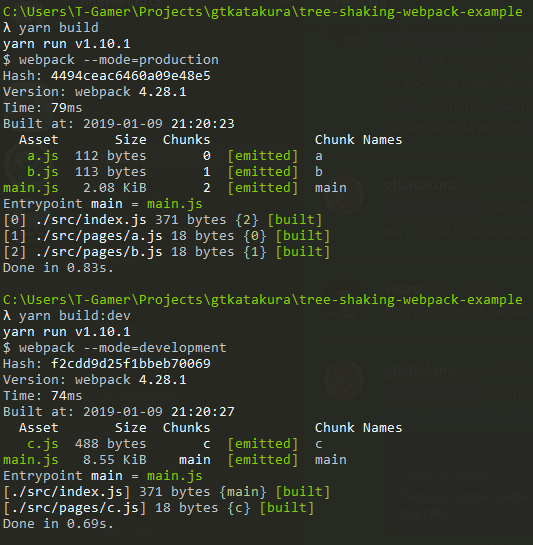 C:\Users\T-Gamer\Projects\gtkatakura\tree-shaking-webpack-example
λ yarn build
yarn run v1.10.1
$ webpack --mode=production
Hash: 4494ceac6460a09e48e5
Version: webpack 4.28.1
Time: 79ms
Built at: 2019-01-09 21:20:23
Asset Size Chunks Chunk Names
a.js 112 bytes 0 [emitted] a
b.js 113 bytes 1 [emitted] b
main.js 2.08 KiB 2 [emitted] main
Entrypoint main = main.js
[0] ./src/index.js 371 bytes {2} [built]
[1] ./src/pages/a.js 18 bytes {0} [built]
[2] ./src/pages/b.js 18 bytes {1} [built]
Done in 0.83s.
C:\Users\T-Gamer\Projects\gtkatakura\tree-shaking-webpack-example
λ yarn build:dev
yarn run v1.10.1
$ webpack --mode=development
Hash: f2cdd9d25f1bbeb70069
Version: webpack 4.28.1
Time: 74ms
Built at: 2019-01-09 21:20:27
Asset Size Chunks Chunk Names
c.js 488 bytes c [emitted] c
main.js 8.55 KiB main [emitted] main
Entrypoint main = main.js
[./src/index.js] 371 bytes {main} [built]
[./src/pages/c.js] 18 bytes {c} [built]
Done in 0.69s.